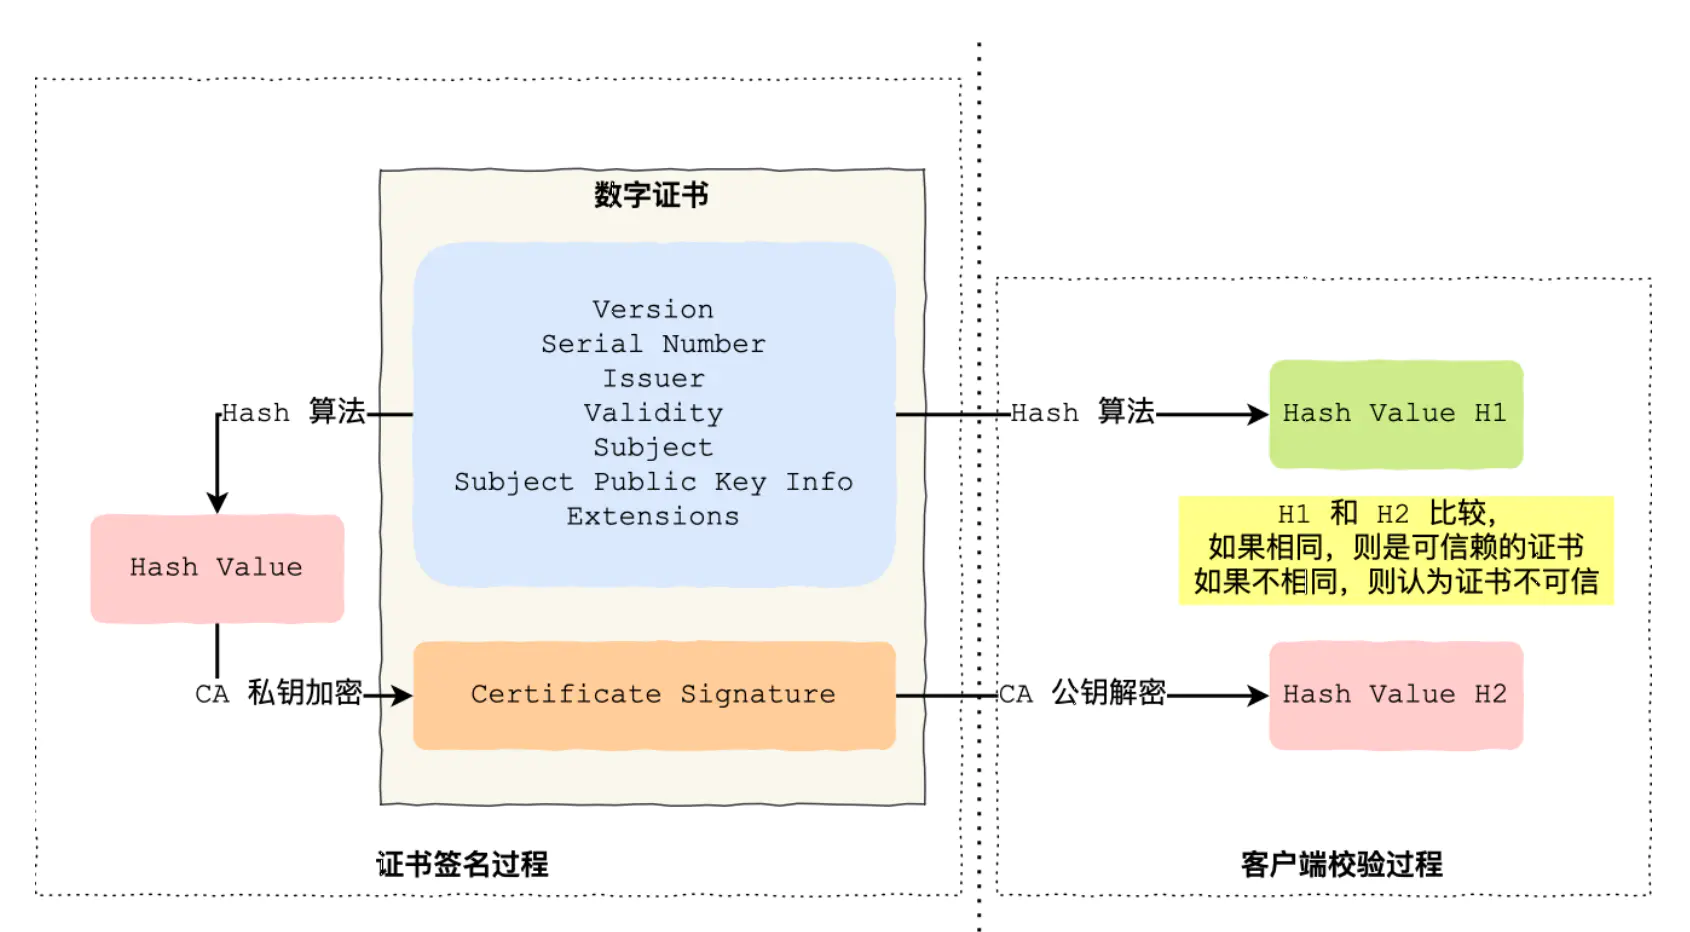 数字证书
Version
Serial Number
Issuer
Validity
Subject
Subject Public Key Info
Extensions
Hash 算法
Hash Value
CA 私钥加密
Certificate Signature
证书签名过程
Hash 算法
Hash Value H1
H1 和 H2 比较，
如果相同，则是可信赖的证书
如果不相同，则认为证书不可信
CA 公钥解密
Hash Value H2
客户端校验过程